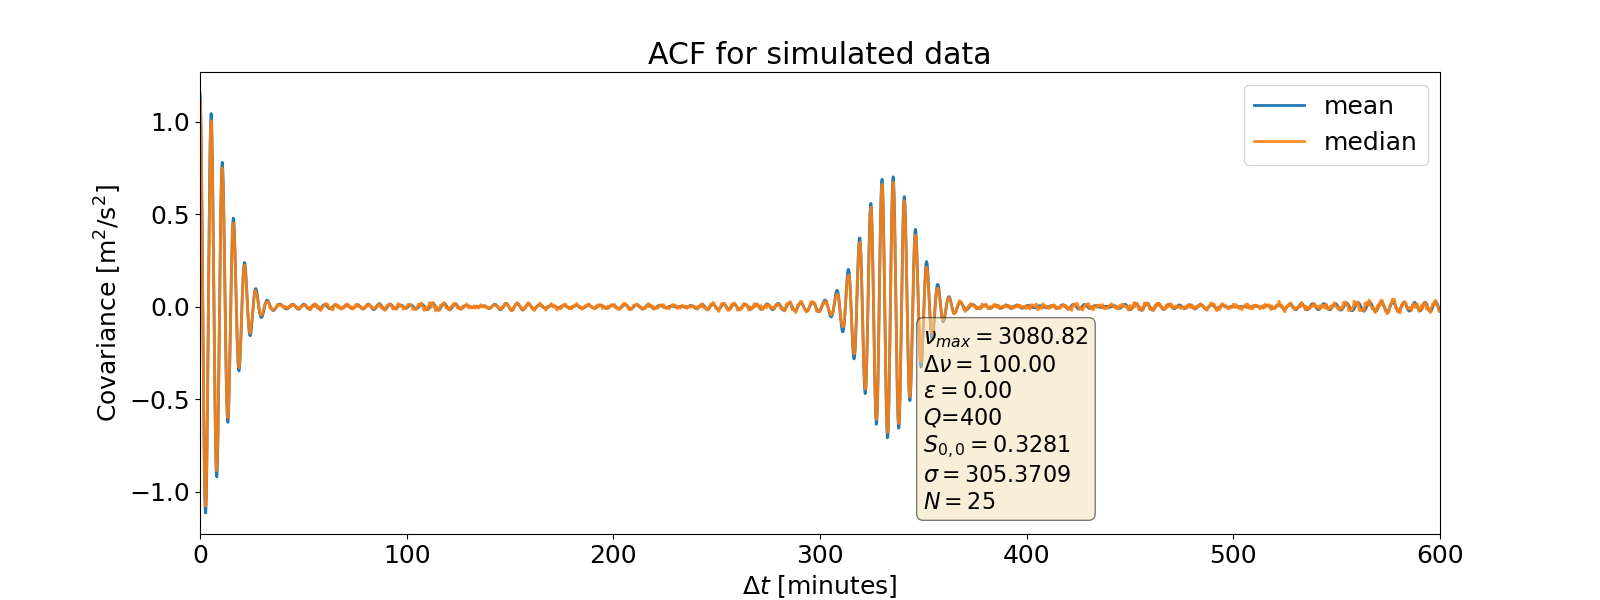 ACF for simulated data
mean
median
1.0
0.5
0.0
−0.5
−1.0
Covariance [m²/s²]
ν_max = 3080.82
Δν = 100.00
ε = 0.00
Q=400
S_0,0 = 0.3281
σ = 305.3709
N = 25
0 100 200 300 400 500 600
Δt [minutes]